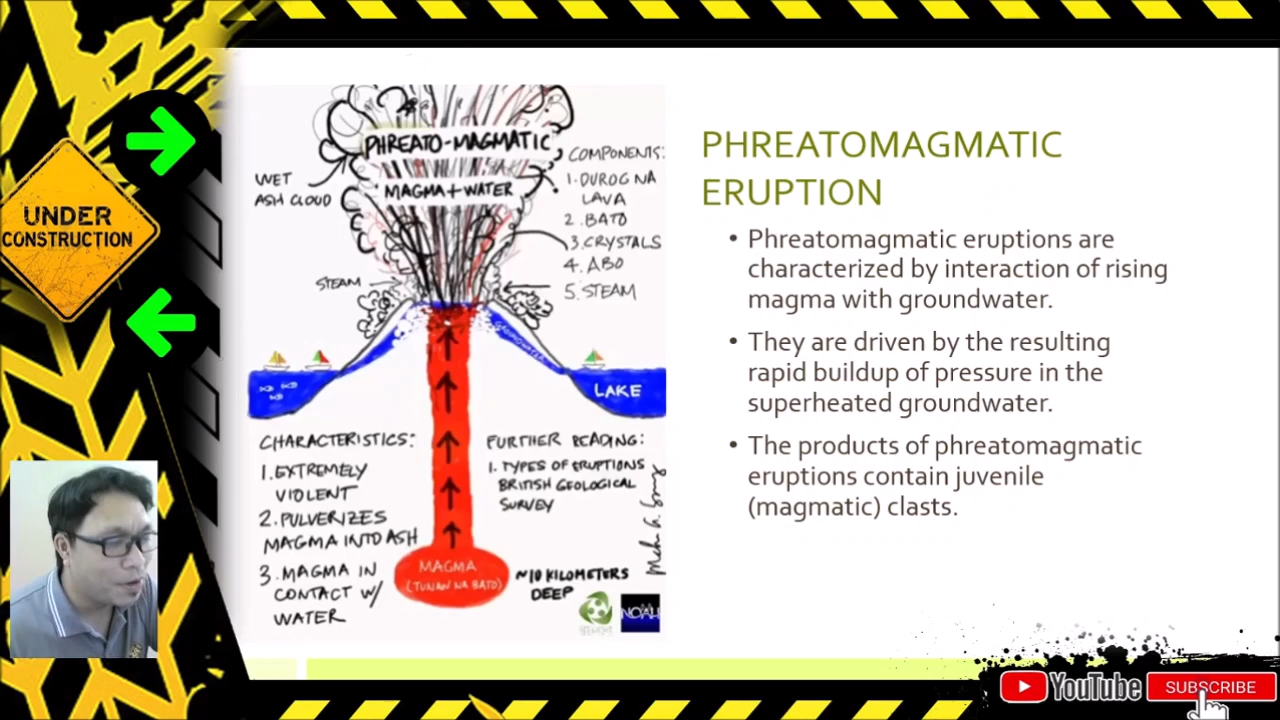 UNDER
CONSTRUCTION
PHREATO-MAGMATIC
MAGMA+WATER
WET
ASH CLOUD
COMPONENTS:
1. DUROG NA
LAVA
2. BATO
3. CRYSTALS
4. ABO
5. STEAM
STEAM
GROUNDWATER
LAKE
CHARACTERISTICS:
1. EXTREMELY
VIOLENT
2. PULVERIZES
MAGMA INTO ASH
3. MAGMA IN
CONTACT W/
WATER
FURTHER READING:
1. TYPES OF ERUPTIONS
BRITISH GEOLOGICAL
SURVEY
MAGMA
(TUNAW NA BATO)
~10 KILOMETERS
DEEP
NOAH
PHREATOMAGMATIC
ERUPTION
• Phreatomagmatic eruptions are
characterized by interaction of rising
magma with groundwater.
• They are driven by the resulting
rapid buildup of pressure in the
superheated groundwater.
• The products of phreatomagmatic
eruptions contain juvenile
(magmatic) clasts.
YouTube
SUBSCRIBE